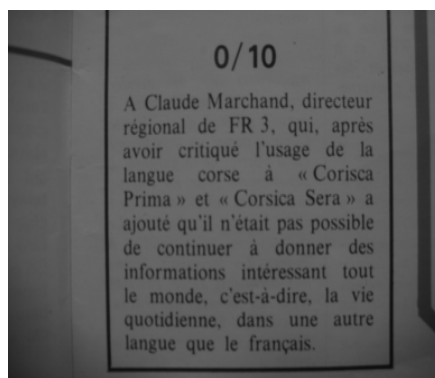 0/10
A Claude Marchand, directeur
régional de FR 3, qui, après
avoir critiqué l'usage de la
langue corse à « Corisca
Prima » et « Corsica Sera » a
ajouté qu'il n'était pas possible
de continuer à donner des
informations intéressant tout
le monde, c'est-à-dire, la vie
quotidienne, dans une autre
langue que le français.